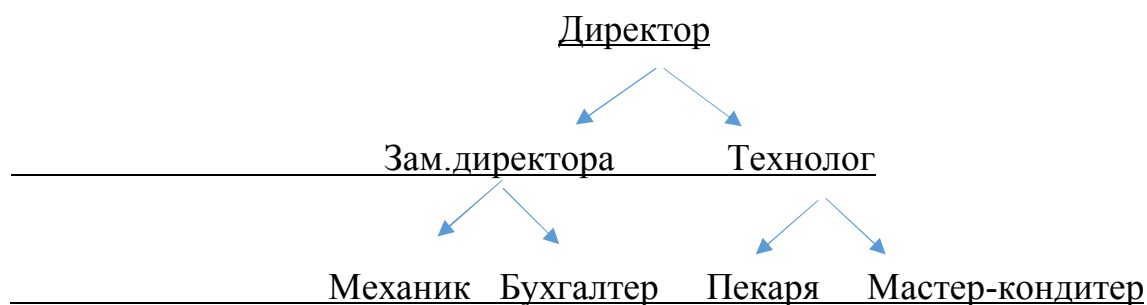 Директор
Зам.директора Технолог
Механик Бухгалтер Пекаря Мастер-кондитер